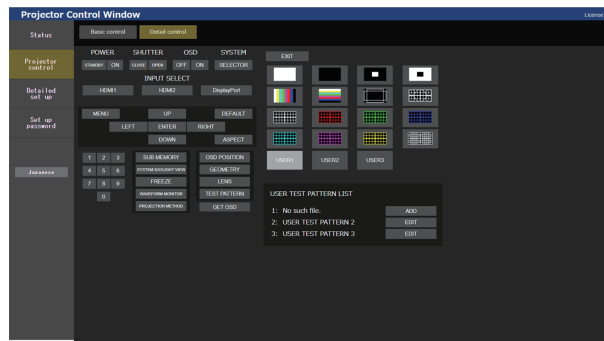 Projector Control Window
License
Status
Projector
control
Detailed
set up
Set up
password
Japanese
Basic control
Detail control
POWER SHUTTER OSD SYSTEM
STANDBY ON CLOSE OPEN OFF ON SELECTOR
INPUT SELECT
HDMI1 HDMI2 DisplayPort
MENU UP DEFAULT
LEFT ENTER RIGHT
DOWN ASPECT
1 2 3 SUB MEMORY OSD POSITION
4 5 6 SYSTEM DAYLIGHT VIEW GEOMETRY
7 8 9 FREEZE LENS
0 WAVEFORM MONITOR TEST PATTERN
PROJECTION METHOD GET OSD
EXIT
USER1 USER2 USER3
USER TEST PATTERN LIST
1: No such file. ADD
2: USER TEST PATTERN 2 EDIT
3: USER TEST PATTERN 3 EDIT